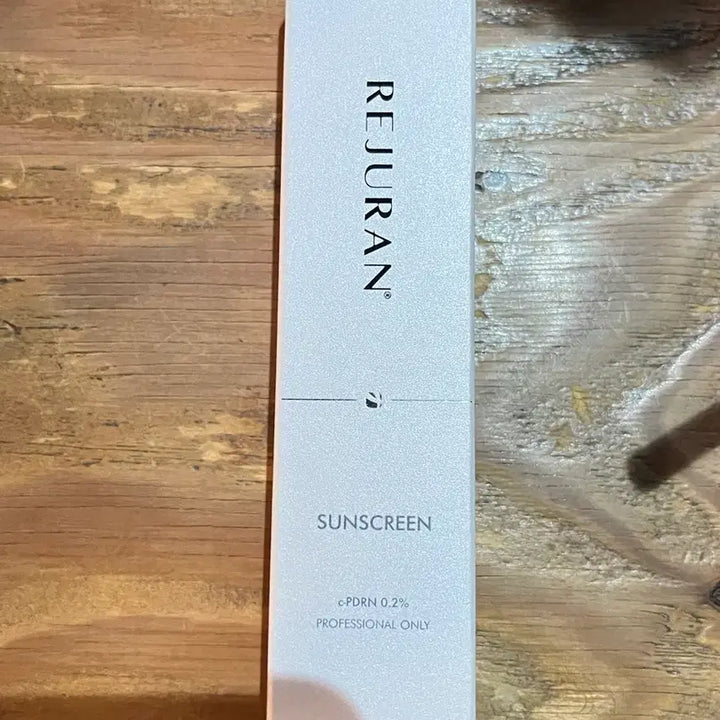 REJURAN®
SUNSCREEN
c-PDRN 0.2%
PROFESSIONAL ONLY